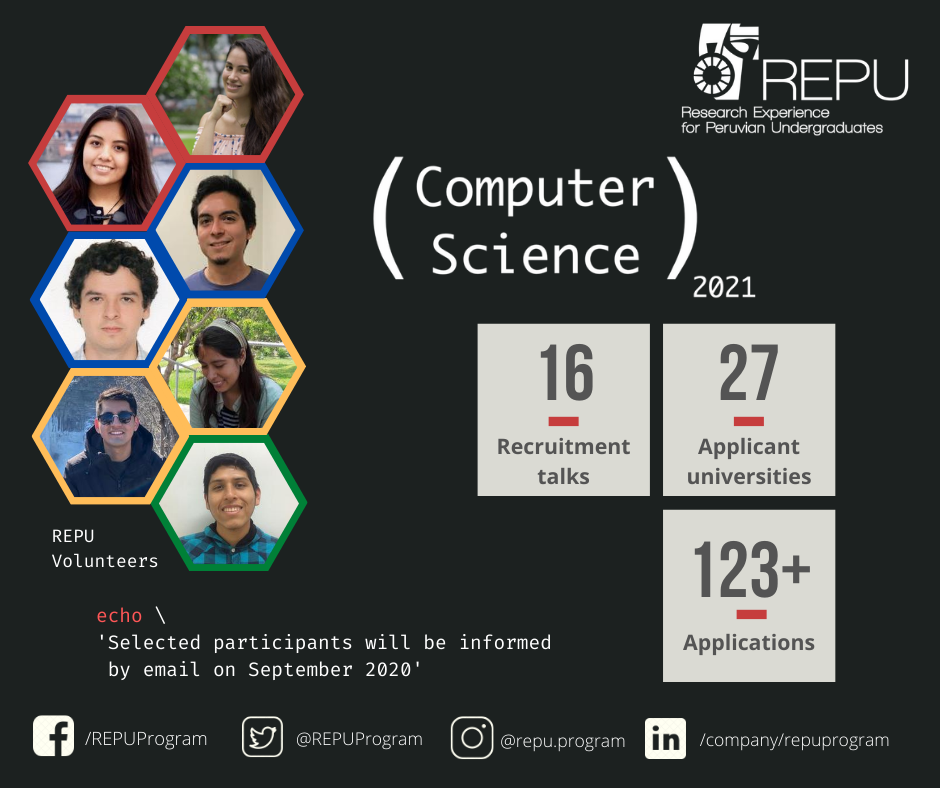 REPU
Research Experience
for Peruvian Undergraduates
(Computer
Science)
2021
16
Recruitment
talks
27
Applicant
universities
123+
Applications
REPU
Volunteers
echo \
'Selected participants will be informed
by email on September 2020'
/REPUProgram
@REPUProgram
@repu.program
in
/company/repuprogram